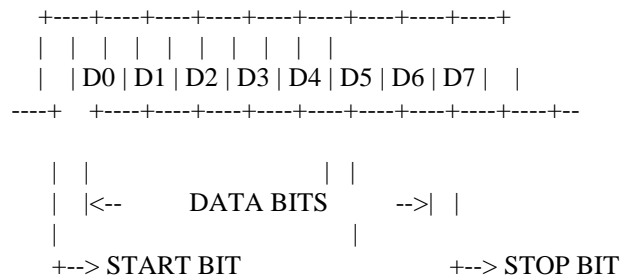 +----+----+----+----+----+----+----+----+
| | | | | | | | | |
| | D0 | D1 | D2 | D3 | D4 | D5 | D6 | D7 | |
----+ +----+----+----+----+----+----+----+----+--
| | | |
| |<-- DATA BITS -->| |
| |
+--> START BIT +--> STOP BIT